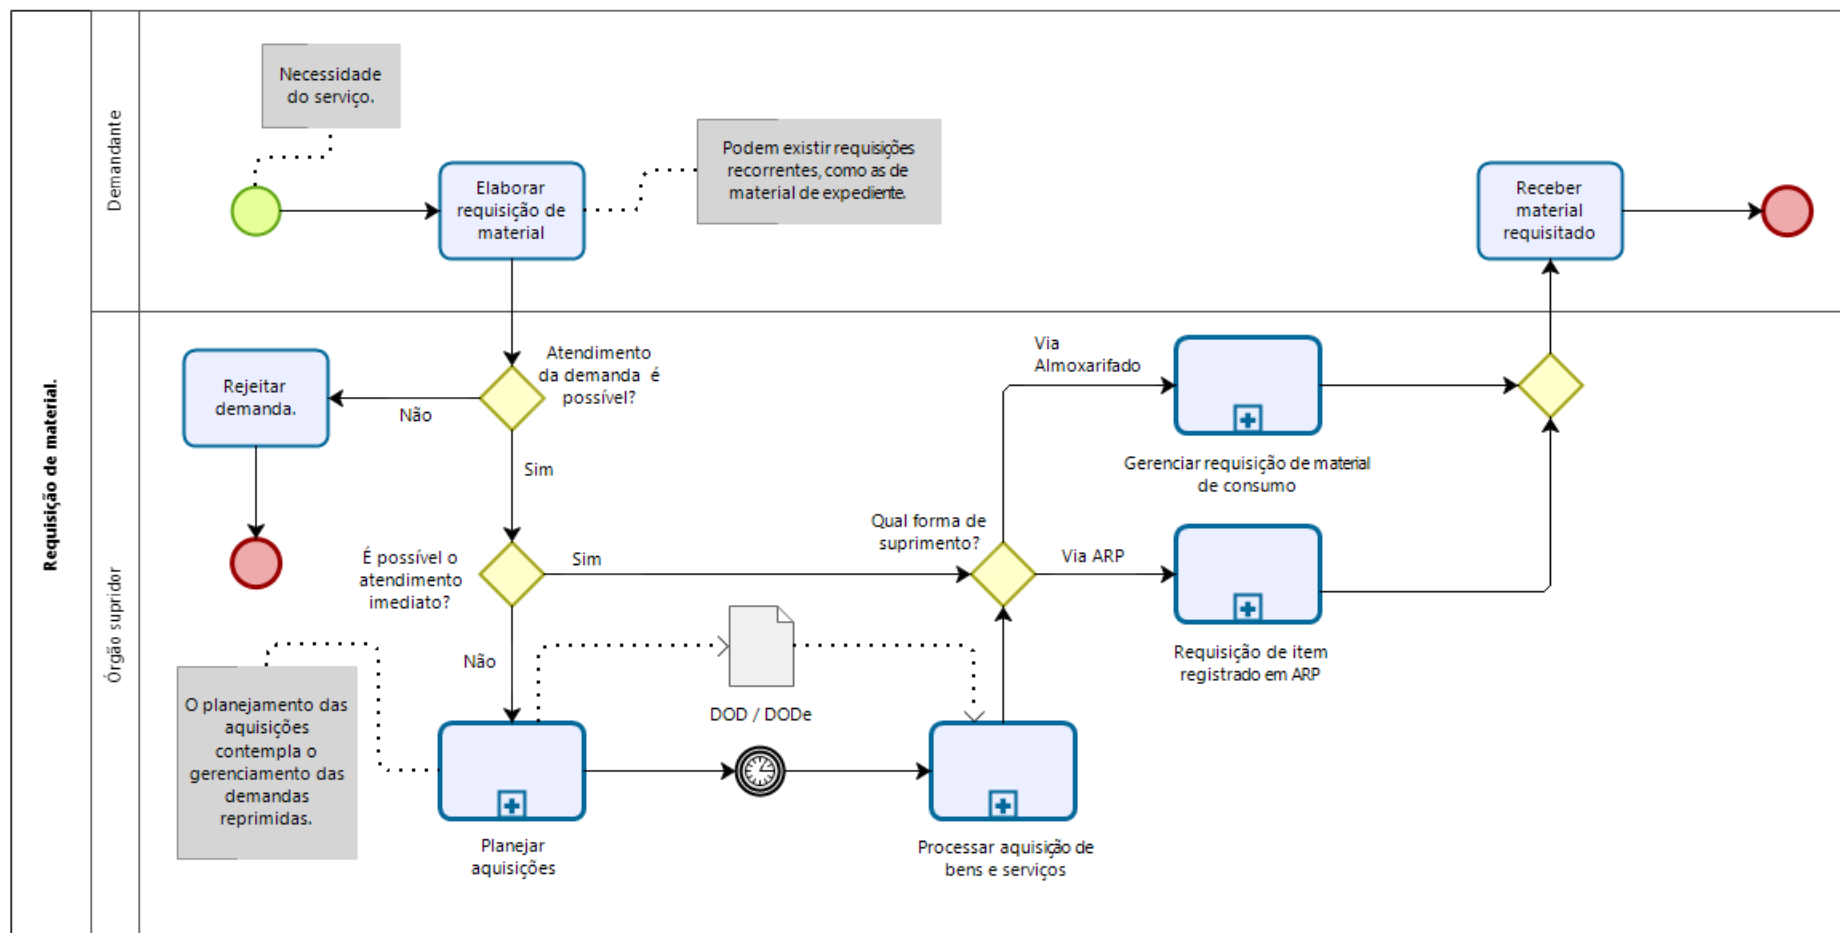 Requisição de material.
Demandante
Necessidade
do serviço.
Elaborar
requisição de
material
Podem existir requisições
recorrentes, como as de
material de expediente.
Receber
material
requisitado
Órgão supridor
Rejeitar
demanda.
Não
Atendimento
da demanda é
possível?
Sim
É possível o
atendimento
imediato?
Sim
Não
Qual forma de
suprimento?
Via
Almoxarifado
Gerenciar requisição de material
de consumo
Via ARP
Requisição de item
registrado em ARP
O planejamento das
aquisições
contempla o
gerenciamento das
demandas
reprimidas.
DOD / DODe
Planejar
aquisições
Processar aquisição de
bens e serviços